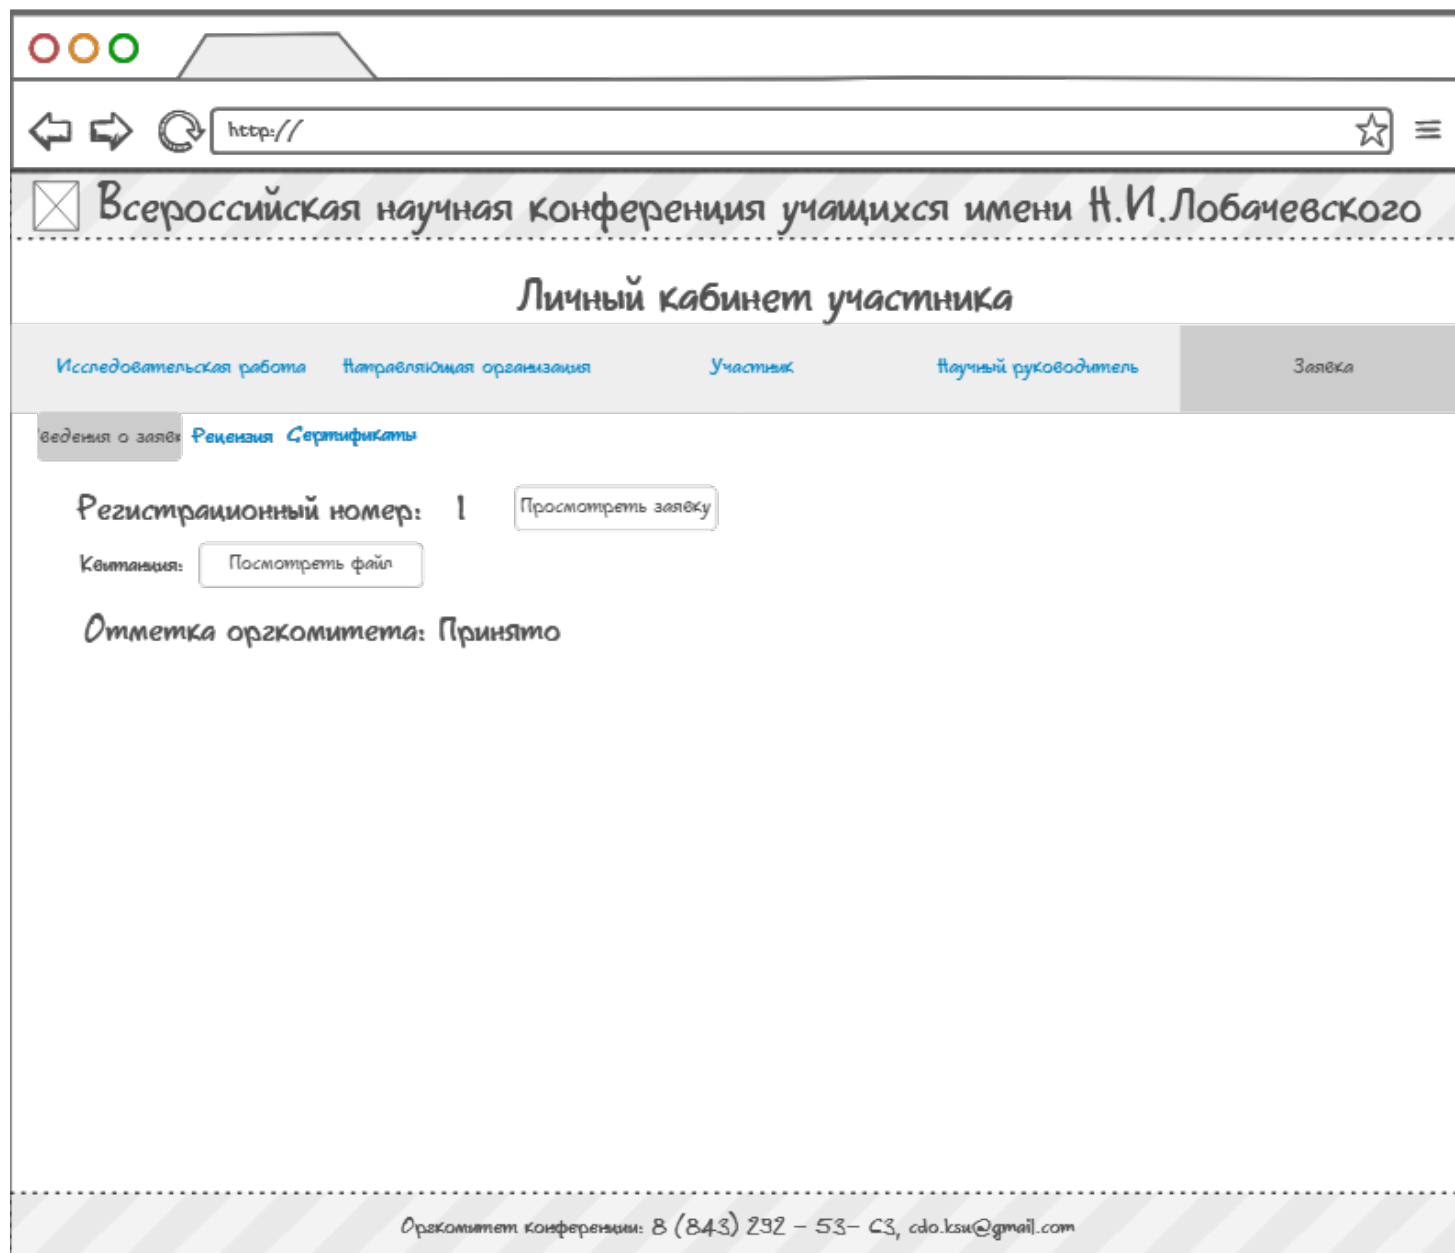 http://
Всероссийская научная конференция учащихся имени Н.И.Лобачевского
Личный кабинет участника
Исследовательская работа Направляющая организация Участник Научный руководитель Заявка
ведения о заявк Рецензия Сертификаты
Регистрационный номер: 1 Просмотреть заявку
Квитанция: Посмотреть файл
Отметка оргкомитета: Принято
Оргкомитет конференции: 8 (843) 292 - 53-        , cdo.ksu@gmail.com